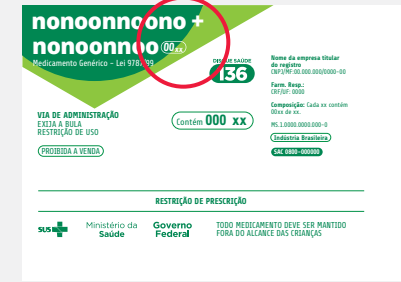 nonoonnoono +
nonoonnoo 00xx
Medicamento Genérico - Lei 9787/99
DISQUE SAÚDE
136
Nome da empresa titular
do registro
CNPJ/MF:00.000.000/0000-00
Farm. Resp.:
CRF/UF: 0000
Composição: Cada xx contém
00xx de xx.
MS.1.0000.0000.000-0
Indústria Brasileira
SAC 0800-000000
VIA DE ADMINISTRAÇÃO
EXIJA A BULA
RESTRIÇÃO DE USO
PROIBIDA A VENDA
Contém 000 xx
RESTRIÇÃO DE PRESCRIÇÃO
SUS
Ministério da
Saúde
Governo
Federal
TODO MEDICAMENTO DEVE SER MANTIDO
FORA DO ALCANCE DAS CRIANÇAS